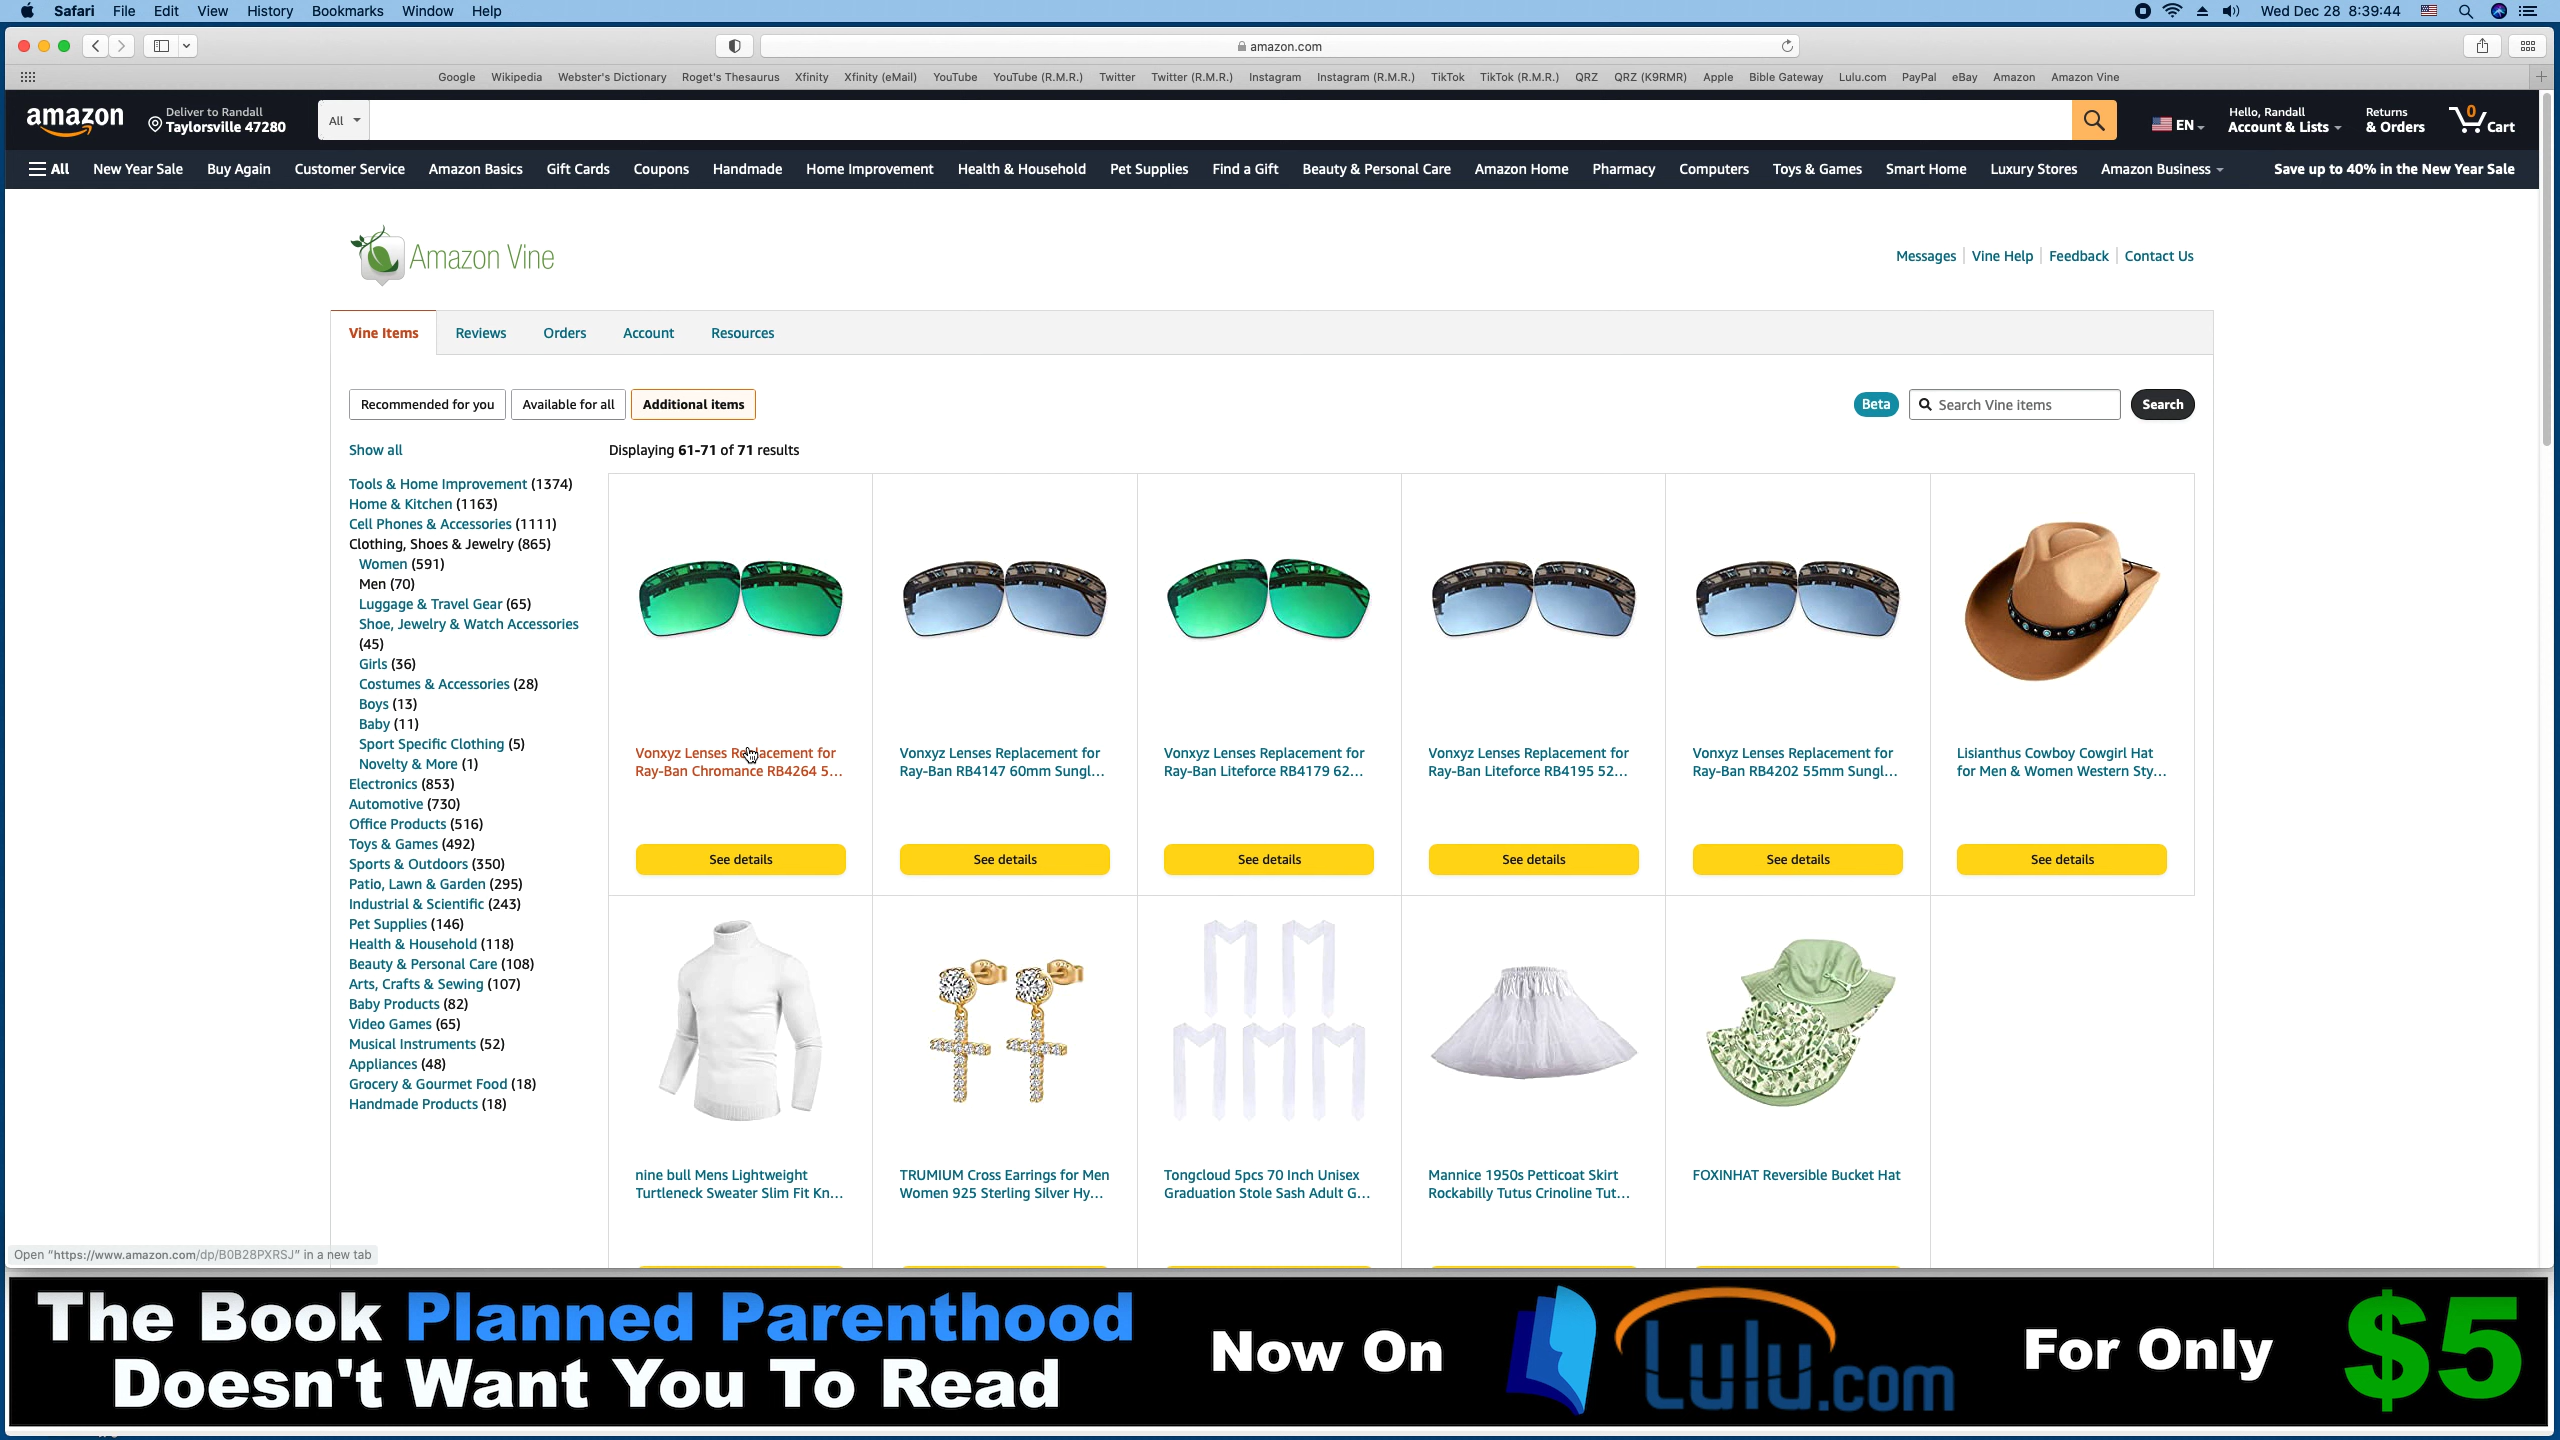 Safari File Edit View History Bookmarks Window Help
Wed Dec 28 8:39:44
amazon.com
Google Wikipedia Webster's Dictionary Roget's Thesaurus Xfinity Xfinity (eMail) YouTube YouTube (R.M.R.) Twitter Twitter (R.M.R.) Instagram Instagram (R.M.R.) TikTok TikTok (R.M.R.) QRZ QRZ (K9RMR) Apple Bible Gateway Lulu.com PayPal eBay Amazon Amazon Vine
amazon
Deliver to Randall
Taylorsville 47280
All
EN
Hello, Randall
Account & Lists
Returns
& Orders
0
Cart
All New Year Sale Buy Again Customer Service Amazon Basics Gift Cards Coupons Handmade Home Improvement Health & Household Pet Supplies Find a Gift Beauty & Personal Care Amazon Home Pharmacy Computers Toys & Games Smart Home Luxury Stores Amazon Business Save up to 40% in the New Year Sale
Amazon Vine
Messages Vine Help Feedback Contact Us
Vine Items Reviews Orders Account Resources
Recommended for you Available for all Additional items
Beta Search Vine items Search
Show all
Displaying 61-71 of 71 results
Tools & Home Improvement (1374)
Home & Kitchen (1163)
Cell Phones & Accessories (1111)
Clothing, Shoes & Jewelry (865)
Women (591)
Men (70)
Luggage & Travel Gear (65)
Shoe, Jewelry & Watch Accessories
(45)
Girls (36)
Costumes & Accessories (28)
Boys (13)
Baby (11)
Sport Specific Clothing (5)
Novelty & More (1)
Electronics (853)
Automotive (730)
Office Products (516)
Toys & Games (492)
Sports & Outdoors (350)
Patio, Lawn & Garden (295)
Industrial & Scientific (243)
Pet Supplies (146)
Health & Household (118)
Beauty & Personal Care (108)
Arts, Crafts & Sewing (107)
Baby Products (82)
Video Games (65)
Musical Instruments (52)
Appliances (48)
Grocery & Gourmet Food (18)
Handmade Products (18)
Vonxyz Lenses Replacement for
Ray-Ban Chromance RB4264 5...
See details
Vonxyz Lenses Replacement for
Ray-Ban RB4147 60mm Sungl...
See details
Vonxyz Lenses Replacement for
Ray-Ban Liteforce RB4179 62...
See details
Vonxyz Lenses Replacement for
Ray-Ban Liteforce RB4195 52...
See details
Vonxyz Lenses Replacement for
Ray-Ban RB4202 55mm Sungl...
See details
Lisianthus Cowboy Cowgirl Hat
for Men & Women Western Sty...
See details
nine bull Mens Lightweight
Turtleneck Sweater Slim Fit Kn...
TRUMIUM Cross Earrings for Men
Women 925 Sterling Silver Hy...
Tongcloud 5pcs 70 Inch Unisex
Graduation Stole Sash Adult G...
Mannice 1950s Petticoat Skirt
Rockabilly Tutus Crinoline Tut...
FOXINHAT Reversible Bucket Hat
Open "https://www.amazon.com/dp/B0B28PXRSJ" in a new tab
The Book Planned Parenthood
Doesn't Want You To Read
Now On
Lulu.com
For Only
$5